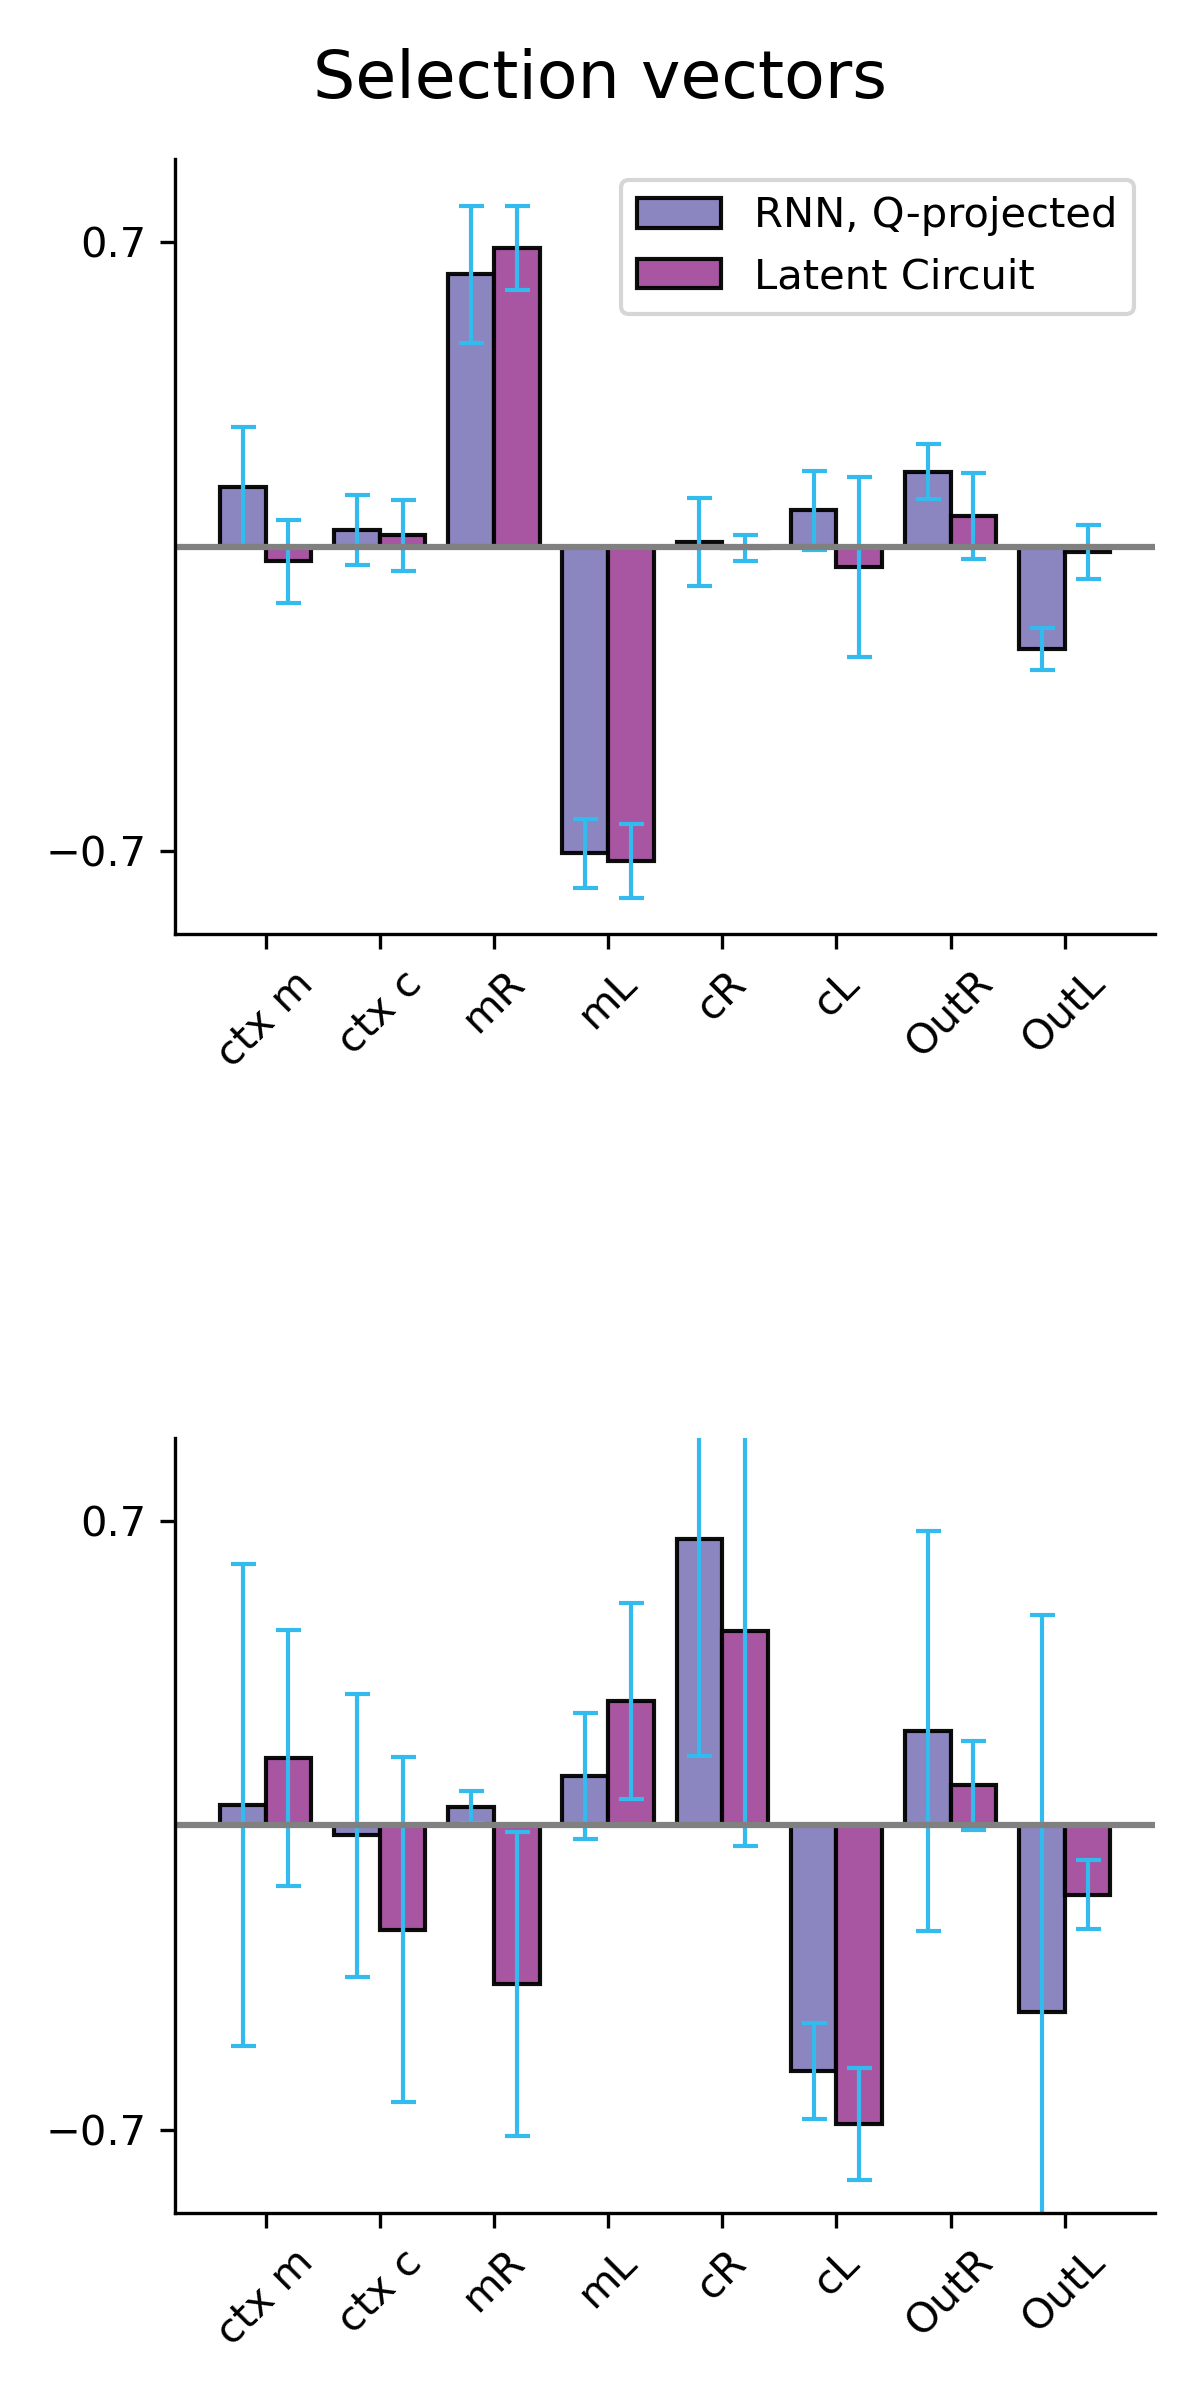 Selection vectors
RNN, Q-projected
Latent Circuit
0.7
−0.7
ctx m
ctx c
mR
mL
cR
cL
OutR
OutL
0.7
−0.7
ctx m
ctx c
mR
mL
cR
cL
OutR
OutL